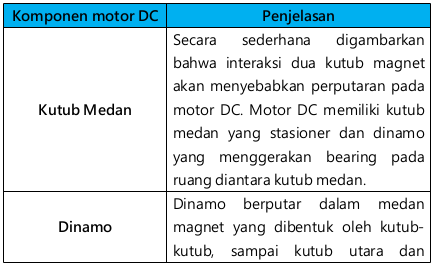 Komponen motor DC
Penjelasan
Kutub Medan
Secara sederhana digambarkan
bahwa interaksi dua kutub magnet
akan menyebabkan perputaran pada
motor DC. Motor DC memiliki kutub
medan yang stasioner dan dinamo
yang menggerakan bearing pada
ruang diantara kutub medan.
Dinamo
Dinamo berputar dalam medan
magnet yang dibentuk oleh kutub-
kutub, sampai kutub utara dan